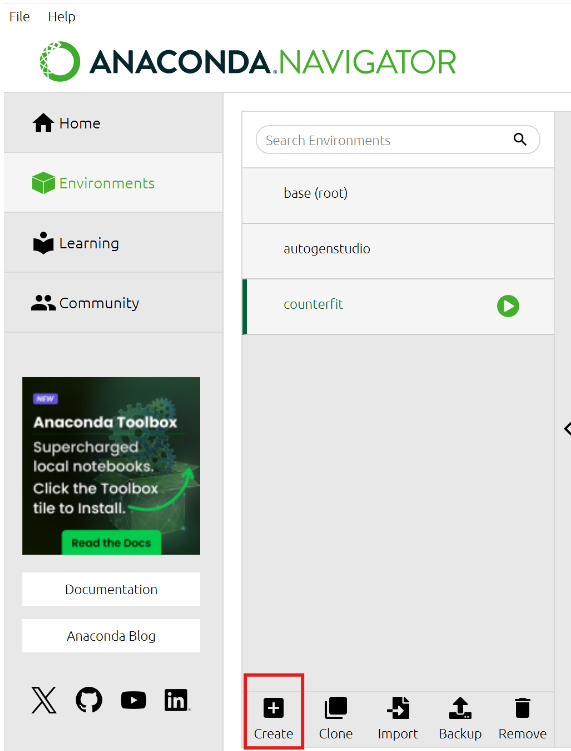 File Help
ANACONDA.NAVIGATOR
Home
Environments
Learning
Community
NEW
Anaconda Toolbox
Supercharged
local notebooks.
Click the Toolbox
tile to Install.
Read the Docs
Documentation
Anaconda Blog
Search Environments
base (root)
autogenstudio
counterfit
Create Clone Import Backup Remove